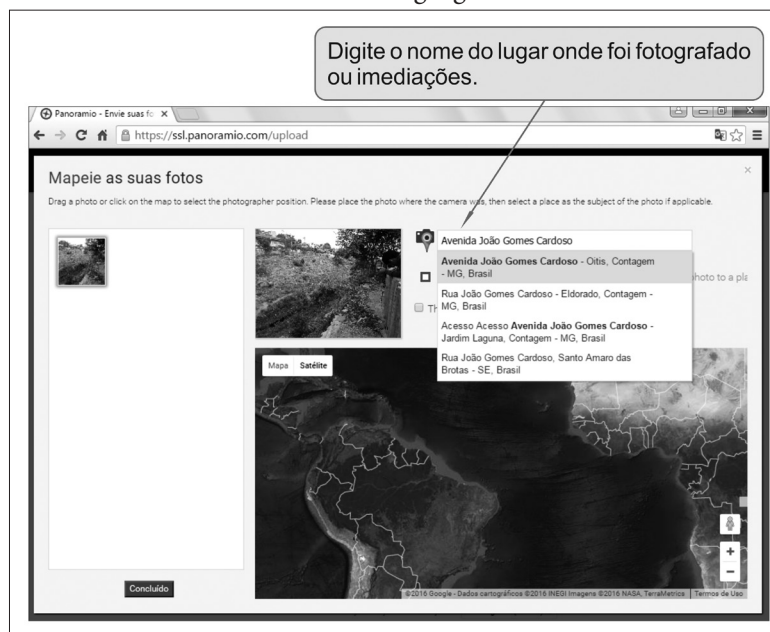 Digite o nome do lugar onde foi fotografado
ou imediações.
Panoramio - Envie suas fo
https://ssl.panoramio.com/upload
Mapeie as suas fotos
Drag a photo or click on the map to select the photographer position. Please place the photo where the camera was, then select a place as the subject of the photo if applicable.
Avenida João Gomes Cardoso
Avenida João Gomes Cardoso - Oitis, Contagem
- MG, Brasil
hoto to a pla
Rua João Gomes Cardoso - Eldorado, Contagem -
MG, Brasil
Th
Acesso Acesso Avenida João Gomes Cardoso -
Jardim Laguna, Contagem - MG, Brasil
Rua João Gomes Cardoso, Santo Amaro das
Brotas - SE, Brasil
Mapa Satélite
Concluído
©2016 Google - Dados cartográficos ©2016 INEGI Imagens ©2016 NASA, TerraMetrics Termos de Uso